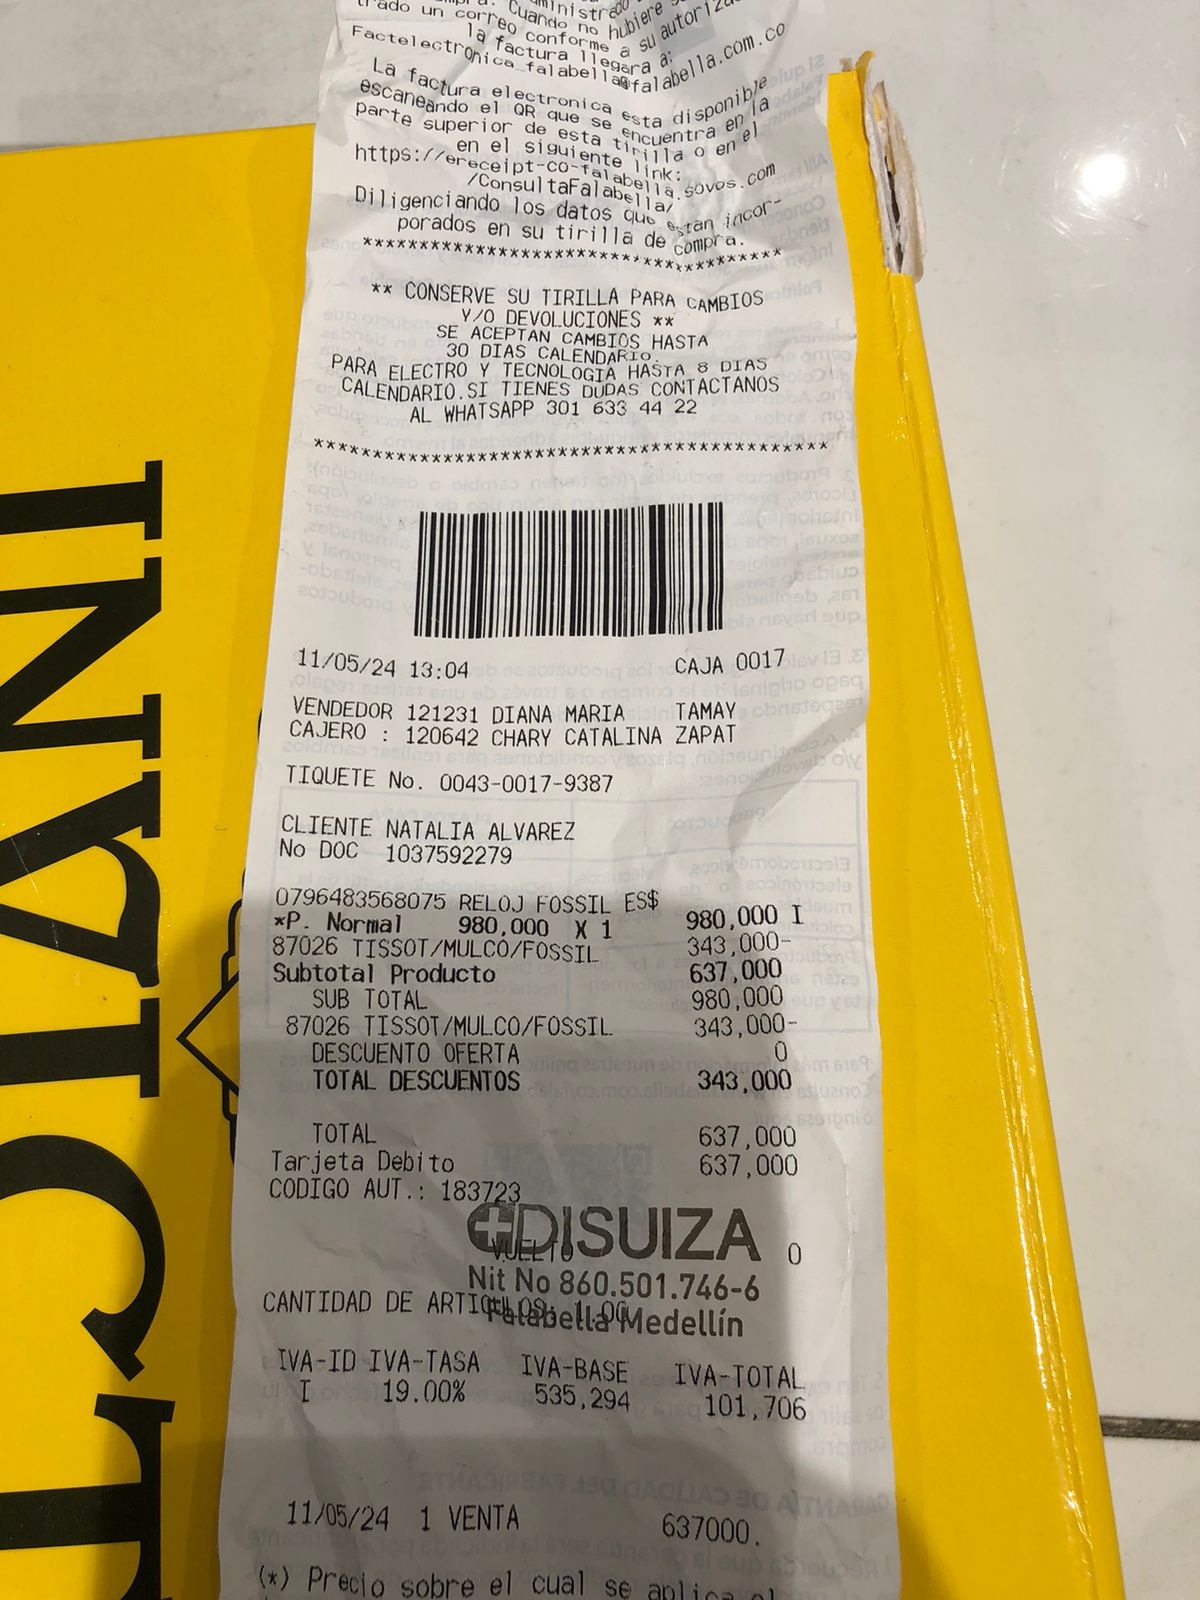 trado un correo conforme a su autoriza
la factura llegara a:
Factelectronica_falabella@falabella.com.co
La factura electronica esta disponible
escaneando el QR que se encuentra en la
parte superior de esta tirilla o en el
en el siguiente link:
https://ereceipt-co-falabella.sovos.com
/ConsultaFalabella/
Diligenciando los datos que estan incor-
porados en su tirilla de compra.
** CONSERVE SU TIRILLA PARA CAMBIOS
Y/O DEVOLUCIONES **
SE ACEPTAN CAMBIOS HASTA
30 DIAS CALENDARIO.
PARA ELECTRO Y TECNOLOGIA HASTA 8 DIAS
CALENDARIO.SI TIENES DUDAS CONTACTANOS
AL WHATSAPP 301 633 44 22
11/05/24 13:04 CAJA 0017
VENDEDOR 121231 DIANA MARIA TAMAY
CAJERO : 120642 CHARY CATALINA ZAPAT
TIQUETE No. 0043-0017-9387
CLIENTE NATALIA ALVAREZ
No DOC 1037592279
0796483568075 RELOJ FOSSIL ES$
*P. Normal 980,000 X 1 980,000 I
87026 TISSOT/MULCO/FOSSIL 343,000-
Subtotal Producto 637,000
SUB TOTAL 980,000
87026 TISSOT/MULCO/FOSSIL 343,000-
DESCUENTO OFERTA 0
TOTAL DESCUENTOS 343,000
TOTAL 637,000
Tarjeta Debito 637,000
CODIGO AUT.: 183723
DISUIZA
VUELTO 0
Nit No 860.501.746-6
CANTIDAD DE ARTICULOS: 1.00
Falabella Medellín
IVA-ID IVA-TASA IVA-BASE IVA-TOTAL
I 19.00% 535,294 101,706
11/05/24 1 VENTA 637000.
(*) Precio sobre el cual se aplica el